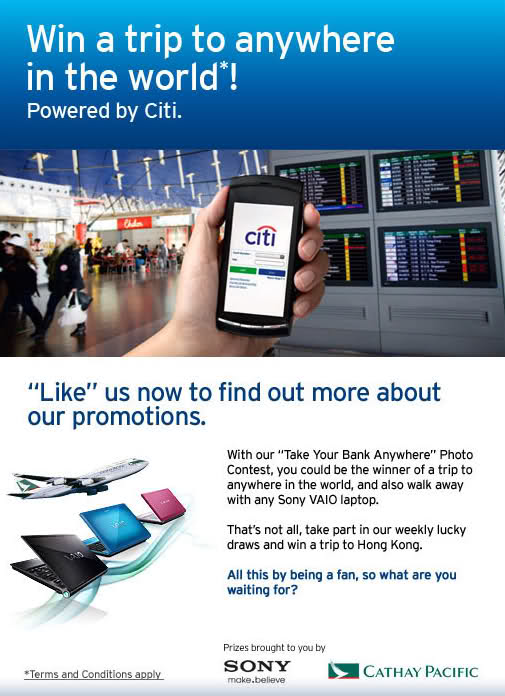 Win a trip to anywhere
in the world*!
Powered by Citi.
citi
"Like" us now to find out more about
our promotions.
With our "Take Your Bank Anywhere" Photo
Contest, you could be the winner of a trip to
anywhere in the world, and also walk away
with any Sony VAIO laptop.
That's not all, take part in our weekly lucky
draws and win a trip to Hong Kong.
All this by being a fan, so what are you
waiting for?
VAIO
VAIO
Prizes brought to you by
SONY
make.believe
CATHAY PACIFIC
*Terms and Conditions apply